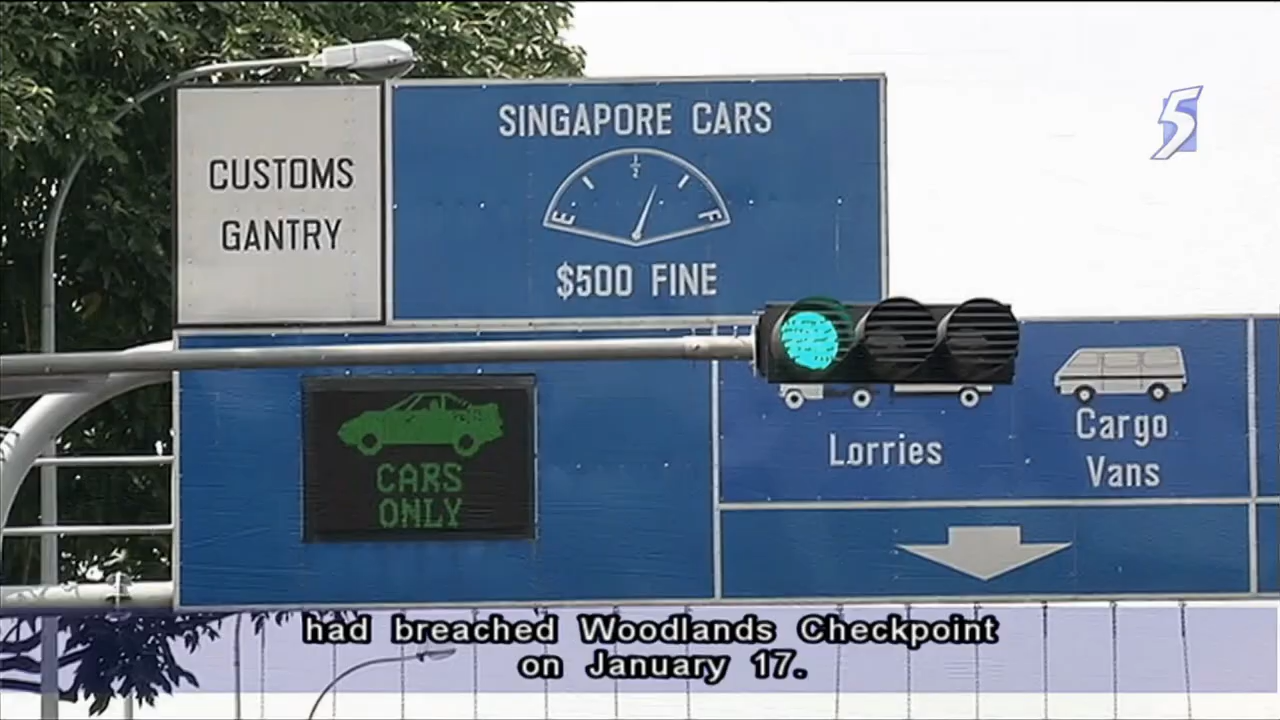 5
CUSTOMS
GANTRY
SINGAPORE CARS
E
1/2
F
$500 FINE
CARS
ONLY
Lorries
Cargo
Vans
had breached Woodlands Checkpoint
on January 17.